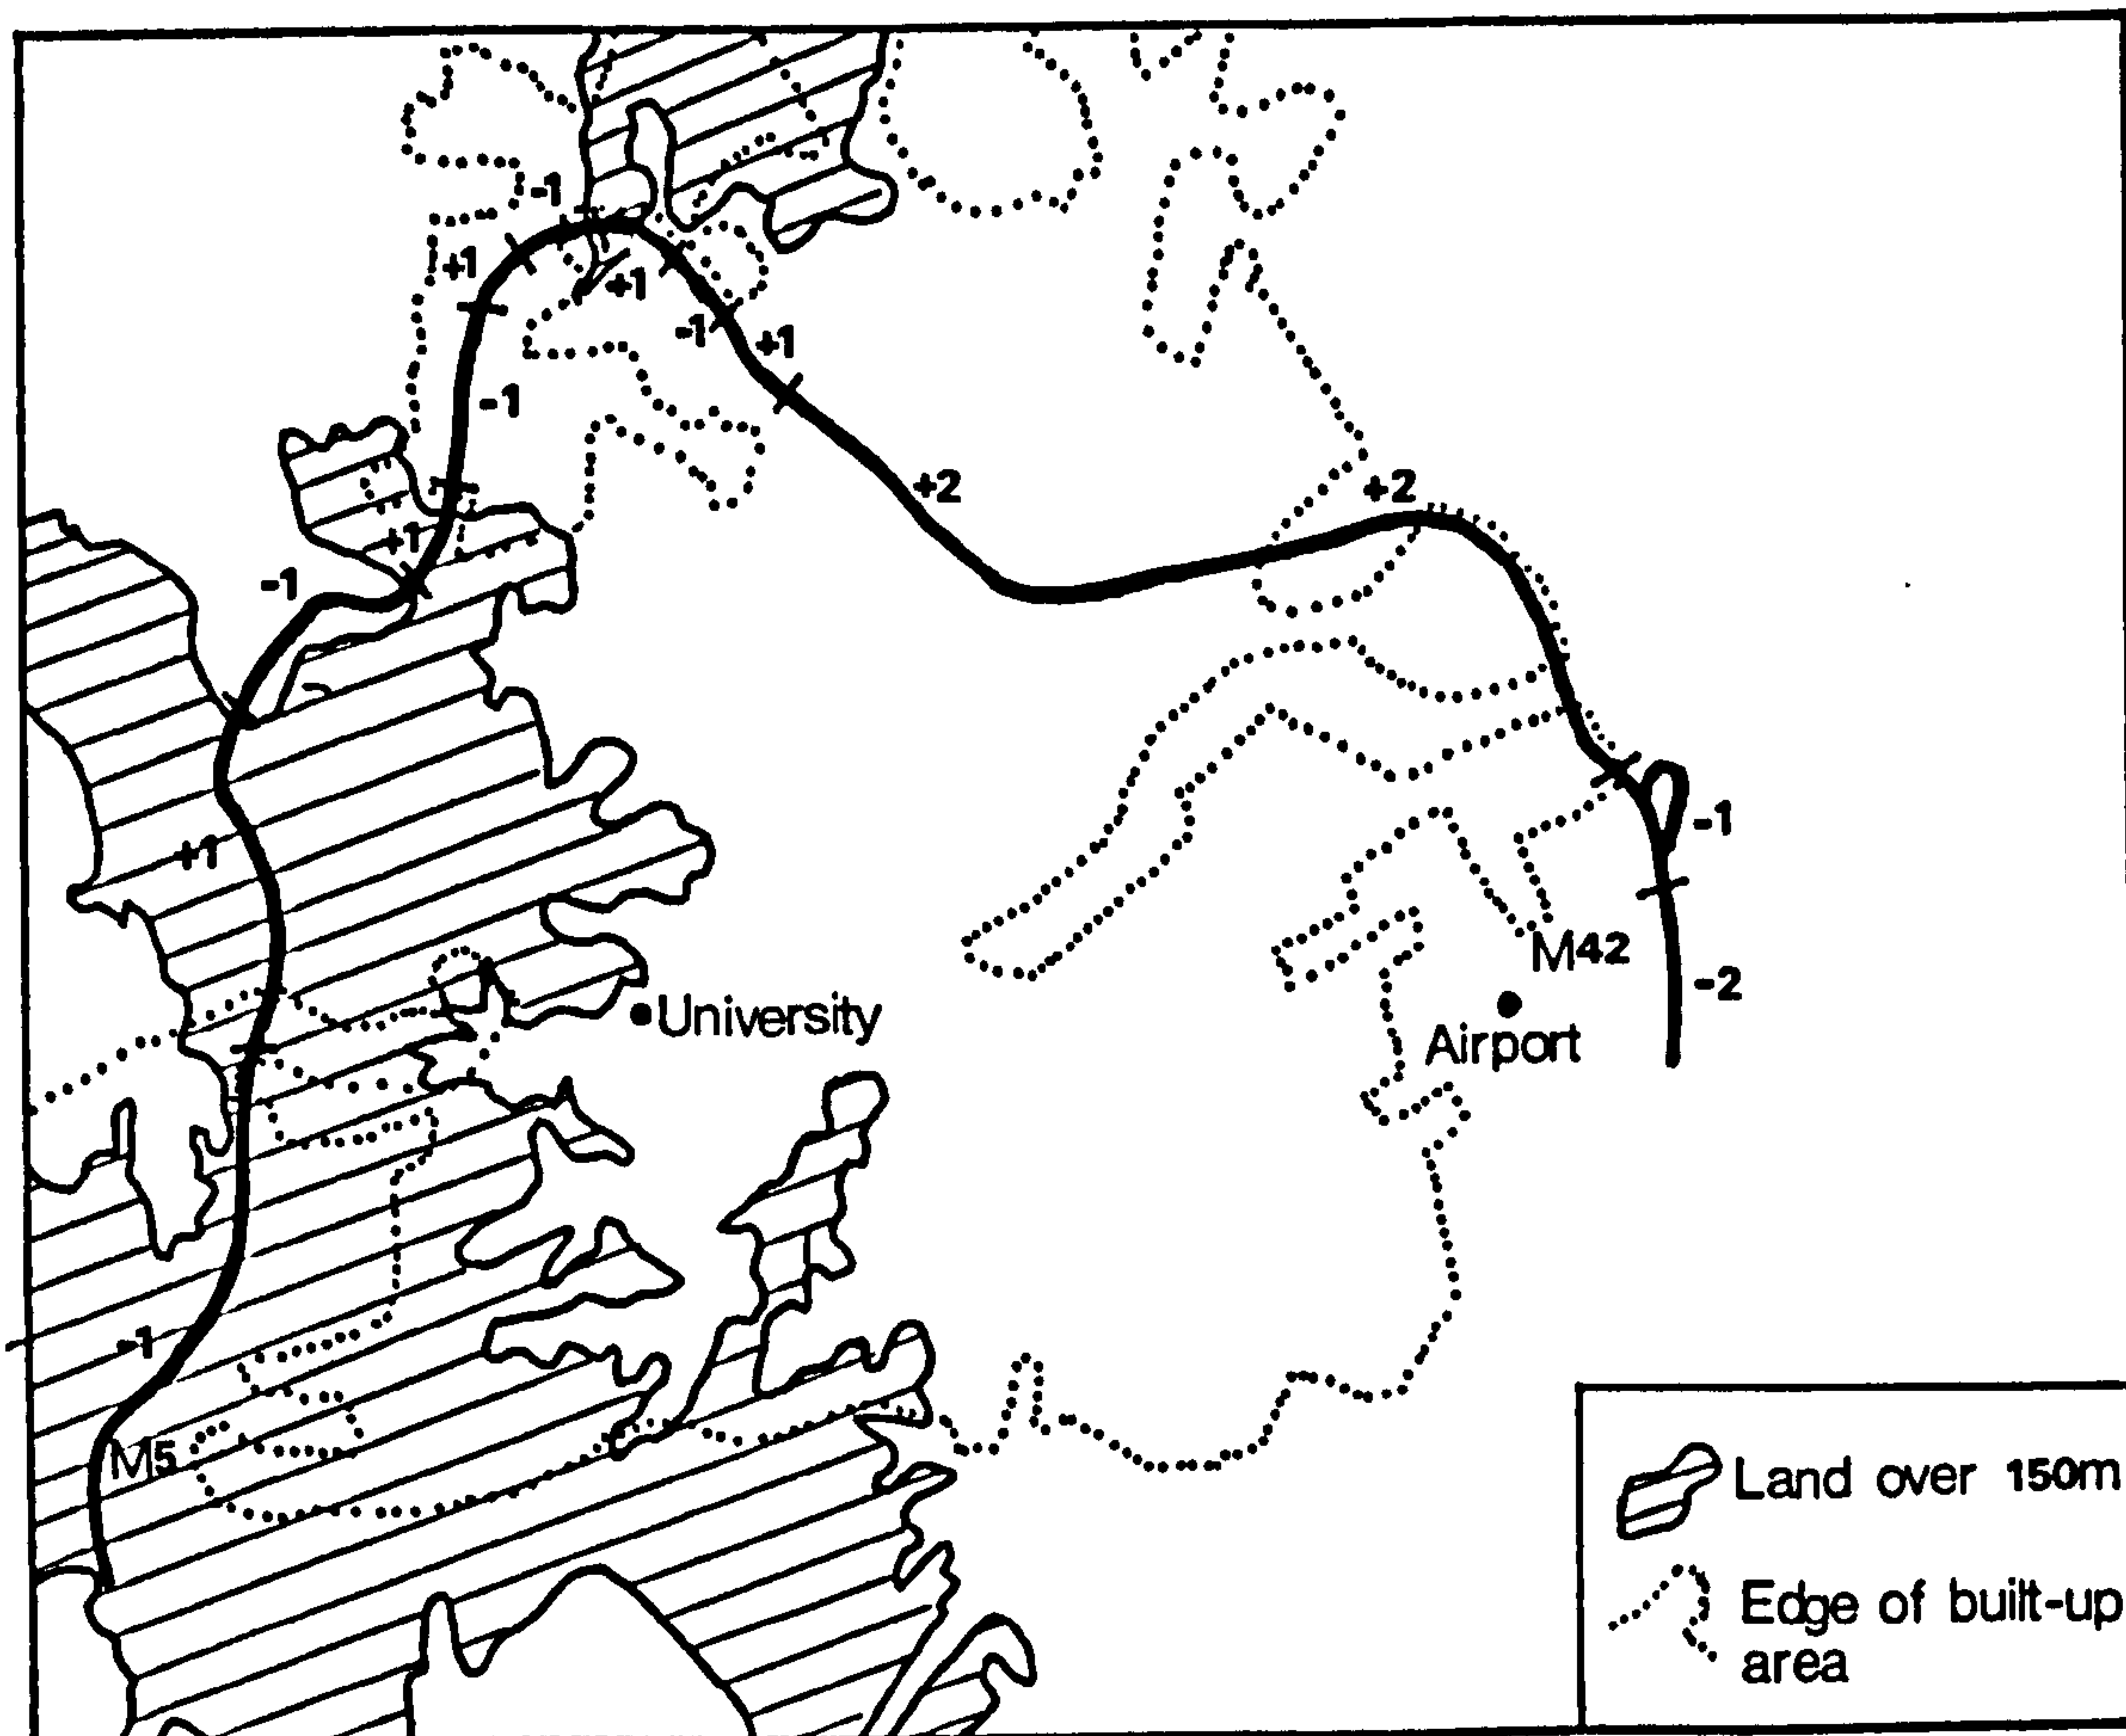 -1
+1
+1
-1
+1
-1
+2
+2
+1
-1
-1
+1
M42
-2
University
Airport
-1
M5
Land over 150m
Edge of built-up
area